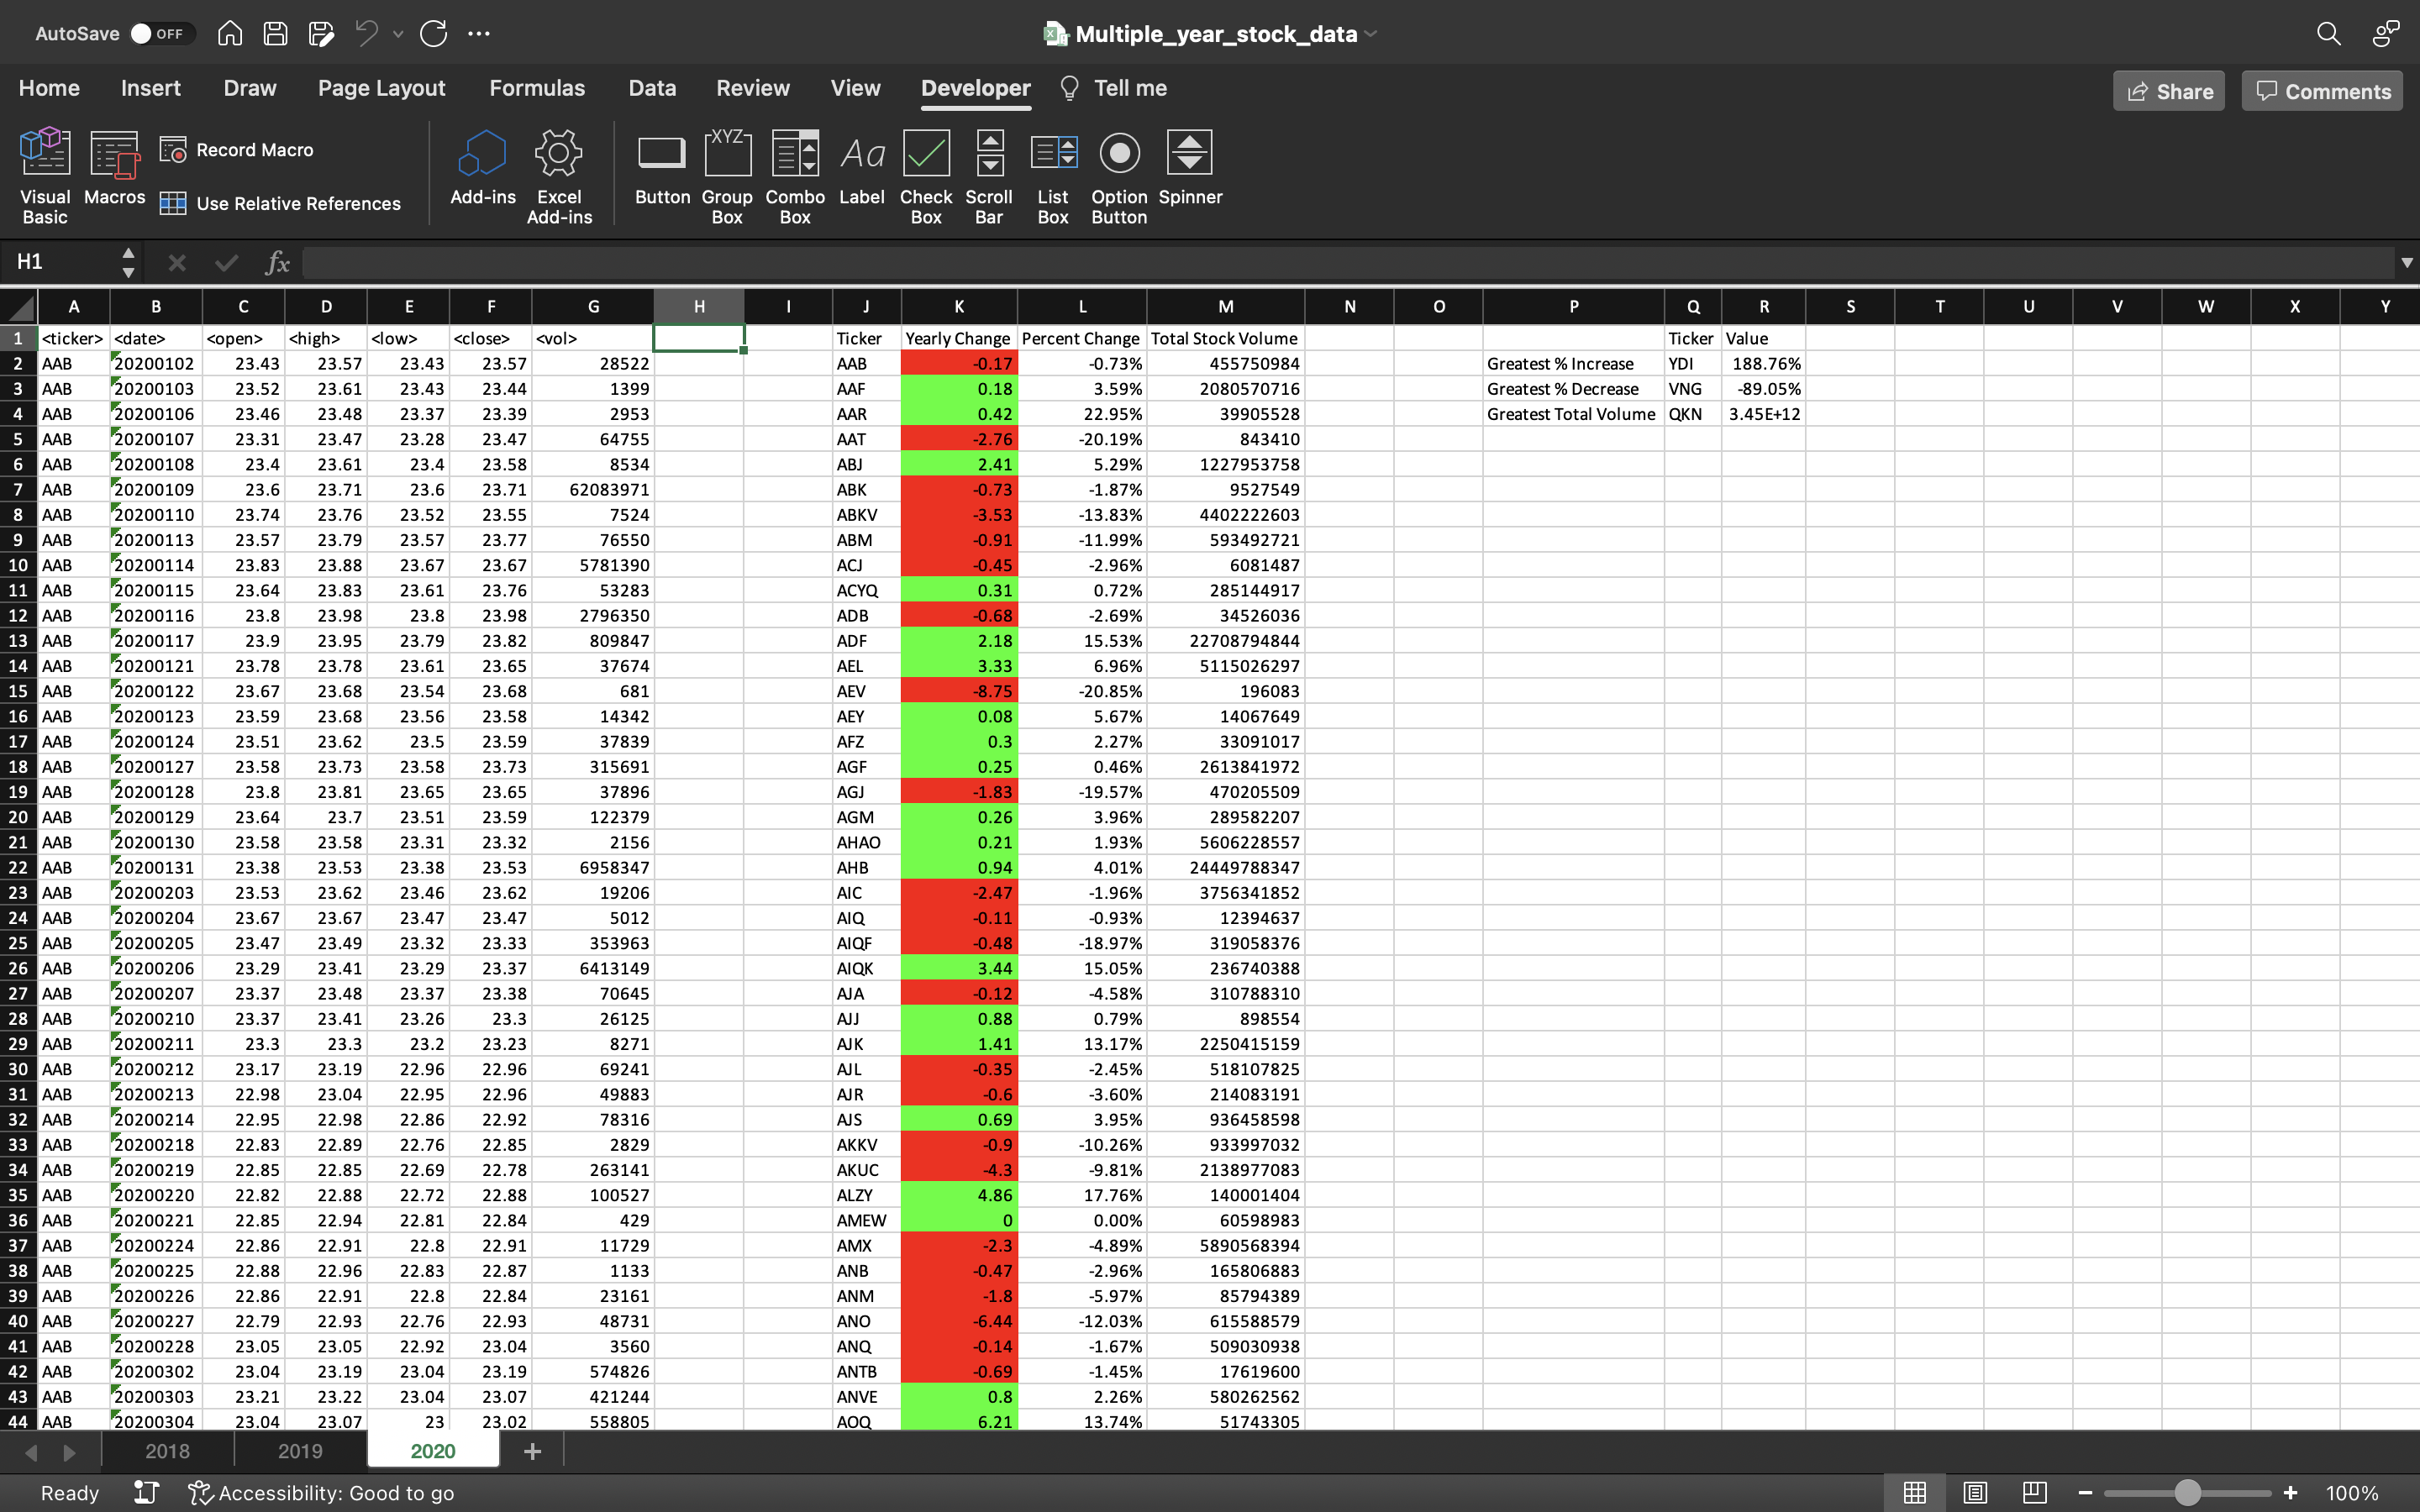 AutoSave OFF Multiple_year_stock_data
Home Insert Draw Page Layout Formulas Data Review View Developer Tell me Share Comments
Visual Basic Macros Record Macro Use Relative References Add-ins Excel Add-ins Button XYZ Group Box Combo Box Aa Label Check Box Scroll Bar List Box Option Button Spinner
H1 fx
A B C D E F G H I J K L M N O P Q R S T U V W X Y
1 <ticker> <date> <open> <high> <low> <close> <vol> Ticker Yearly Change Percent Change Total Stock Volume Ticker Value
2 AAB 20200102 23.43 23.57 23.43 23.57 28522 AAB -0.17 -0.73% 455750984 Greatest % Increase YDI 188.76%
3 AAB 20200103 23.52 23.61 23.43 23.44 1399 AAF 0.18 3.59% 2080570716 Greatest % Decrease VNG -89.05%
4 AAB 20200106 23.46 23.48 23.37 23.39 2953 AAR 0.42 22.95% 39905528 Greatest Total Volume QKN 3.45E+12
5 AAB 20200107 23.31 23.47 23.28 23.47 64755 AAT -2.76 -20.19% 843410
6 AAB 20200108 23.4 23.61 23.4 23.58 8534 ABJ 2.41 5.29% 1227953758
7 AAB 20200109 23.6 23.71 23.6 23.71 62083971 ABK -0.73 -1.87% 9527549
8 AAB 20200110 23.74 23.76 23.52 23.55 7524 ABKV -3.53 -13.83% 4402222603
9 AAB 20200113 23.57 23.79 23.57 23.77 76550 ABM -0.91 -11.99% 593492721
10 AAB 20200114 23.83 23.88 23.67 23.67 5781390 ACJ -0.45 -2.96% 6081487
11 AAB 20200115 23.64 23.83 23.61 23.76 53283 ACYQ 0.31 0.72% 285144917
12 AAB 20200116 23.8 23.98 23.8 23.98 2796350 ADB -0.68 -2.69% 34526036
13 AAB 20200117 23.9 23.95 23.79 23.82 809847 ADF 2.18 15.53% 22708794844
14 AAB 20200121 23.78 23.78 23.61 23.65 37674 AEL 3.33 6.96% 5115026297
15 AAB 20200122 23.67 23.68 23.54 23.68 681 AEV -8.75 -20.85% 196083
16 AAB 20200123 23.59 23.68 23.56 23.58 14342 AEY 0.08 5.67% 14067649
17 AAB 20200124 23.51 23.62 23.5 23.59 37839 AFZ 0.3 2.27% 33091017
18 AAB 20200127 23.58 23.73 23.58 23.73 315691 AGF 0.25 0.46% 2613841972
19 AAB 20200128 23.8 23.81 23.65 23.65 37896 AGJ -1.83 -19.57% 470205509
20 AAB 20200129 23.64 23.7 23.51 23.59 122379 AGM 0.26 3.96% 289582207
21 AAB 20200130 23.58 23.58 23.31 23.32 2156 AHAO 0.21 1.93% 5606228557
22 AAB 20200131 23.38 23.53 23.38 23.53 6958347 AHB 0.94 4.01% 24449788347
23 AAB 20200203 23.53 23.62 23.46 23.62 19206 AIC -2.47 -1.96% 3756341852
24 AAB 20200204 23.67 23.67 23.47 23.47 5012 AIQ -0.11 -0.93% 12394637
25 AAB 20200205 23.47 23.49 23.32 23.33 353963 AIQF -0.48 -18.97% 319058376
26 AAB 20200206 23.29 23.41 23.29 23.37 6413149 AIQK 3.44 15.05% 236740388
27 AAB 20200207 23.37 23.48 23.37 23.38 70645 AJA -0.12 -4.58% 310788310
28 AAB 20200210 23.37 23.41 23.26 23.3 26125 AJJ 0.88 0.79% 898554
29 AAB 20200211 23.3 23.3 23.2 23.23 8271 AJK 1.41 13.17% 2250415159
30 AAB 20200212 23.17 23.19 22.96 22.96 69241 AJL -0.35 -2.45% 518107825
31 AAB 20200213 22.98 23.04 22.95 22.96 49883 AJR -0.6 -3.60% 214083191
32 AAB 20200214 22.95 22.98 22.86 22.92 78316 AJS 0.69 3.95% 936458598
33 AAB 20200218 22.83 22.89 22.76 22.85 2829 AKKV -0.9 -10.26% 933997032
34 AAB 20200219 22.85 22.85 22.69 22.78 263141 AKUC -4.3 -9.81% 2138977083
35 AAB 20200220 22.82 22.88 22.72 22.88 100527 ALZY 4.86 17.76% 140001404
36 AAB 20200221 22.85 22.94 22.81 22.84 429 AMEW 0 0.00% 60598983
37 AAB 20200224 22.86 22.91 22.8 22.91 11729 AMX -2.3 -4.89% 5890568394
38 AAB 20200225 22.88 22.96 22.83 22.87 1133 ANB -0.47 -2.96% 165806883
39 AAB 20200226 22.86 22.91 22.8 22.84 23161 ANM -1.8 -5.97% 85794389
40 AAB 20200227 22.79 22.93 22.76 22.93 48731 ANO -6.44 -12.03% 615588579
41 AAB 20200228 23.05 23.05 22.92 23.04 3560 ANQ -0.14 -1.67% 509030938
42 AAB 20200302 23.04 23.19 23.04 23.19 574826 ANTB -0.69 -1.45% 17619600
43 AAB 20200303 23.21 23.22 23.04 23.07 421244 ANVE 0.8 2.26% 580262562
44 AAB 20200304 23.04 23.07 23 23.02 558805 AOQ 6.21 13.74% 51743305
2018 2019 2020 +
Ready Accessibility: Good to go 100%